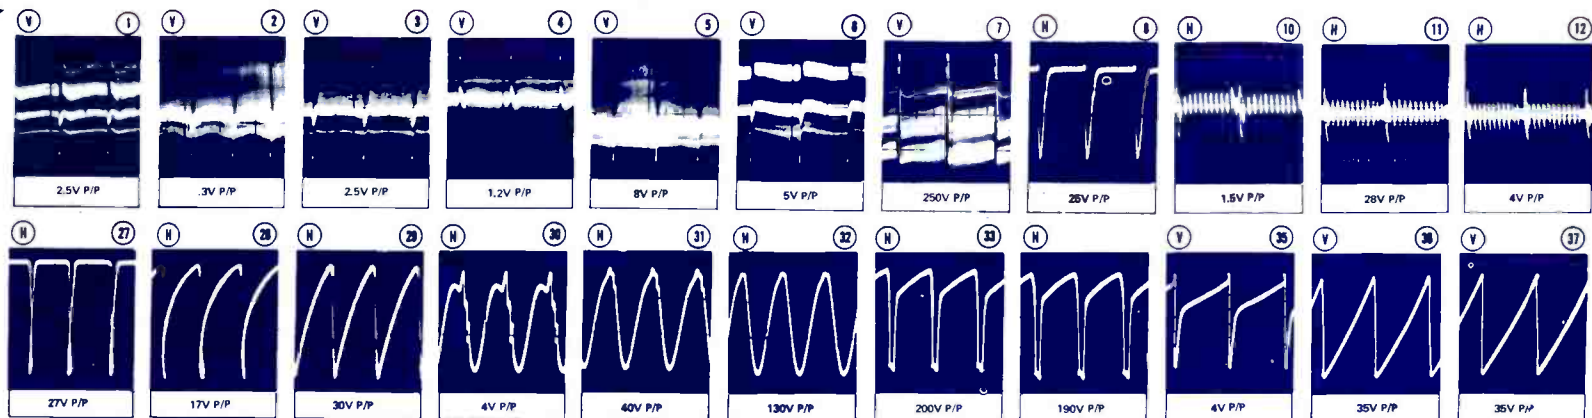 V 1 V 2 V 3 V 4 V 5 V 6 V 7 H 8 H 10 H 11 H 12
2.5V P/P .3V P/P 2.5V P/P 1.2V P/P 8V P/P 5V P/P 250V P/P 25V P/P 1.5V P/P 28V P/P 4V P/P
H 27 H 28 H 29 H 30 H 31 H 32 H 33 H V 35 V 36 V 37
27V P/P 17V P/P 30V P/P 4V P/P 40V P/P 130V P/P 200V P/P 190V P/P 4V P/P 35V P/P 35V P/P